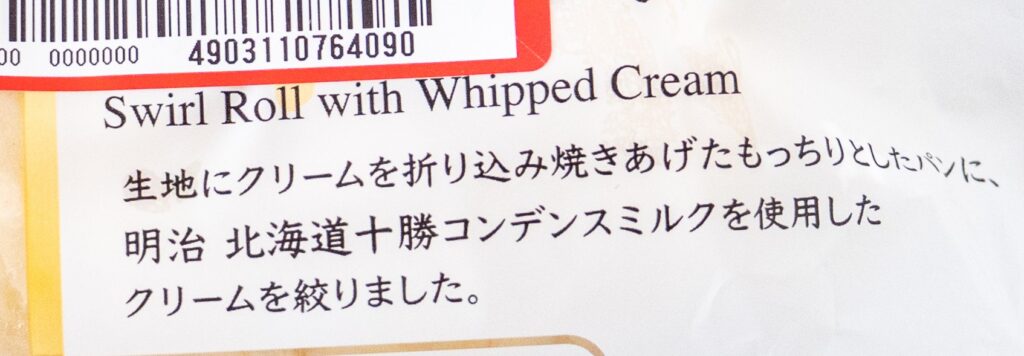 00 0000000 4903110764090
Swirl Roll with Whipped Cream
生地にクリームを折り込み焼きあげたもっちりとしたパンに、
明治 北海道十勝コンデンスミルクを使用した
クリームを絞りました。